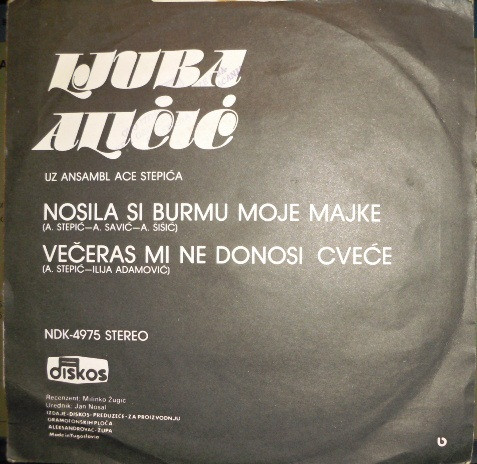 LJUBA
ALIČIĆ
UZ ANSAMBL ACE STEPIĆA
NOSILA SI BURMU MOJE MAJKE
(A. STEPIĆ—A. SAVIĆ—A. SIŠIĆ)
VEČERAS MI NE DONOSI CVEĆE
(A. STEPIĆ—ILIJA ADAMOVIĆ)
NDK-4975 STEREO
diskos
Recenzent: Milinko Žugić
Urednik: Jan Nosal
IZDAJE-DISKOS-PREDUZEĆE-ZA PROIZVODNJU
GRAMOFONSKIH PLOČA
ALEKSANDROVAC-ŽUPA
Made in Yugoslavia